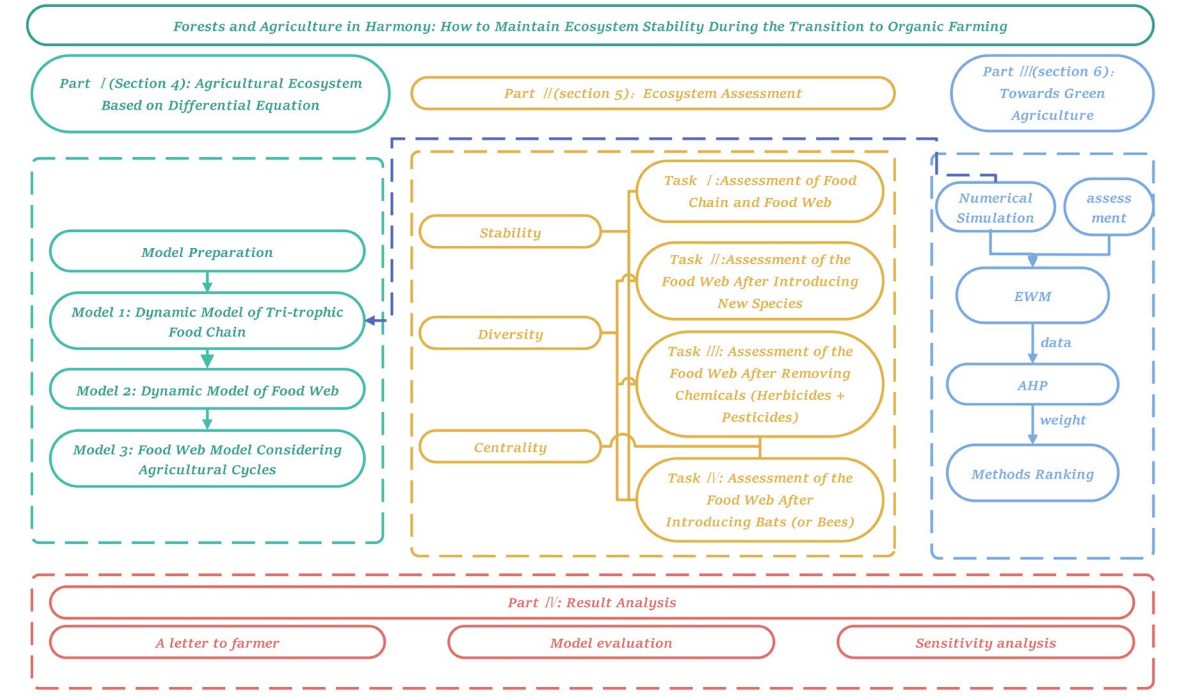 Forests and Agriculture in Harmony: How to Maintain Ecosystem Stability During the Transition to Organic Farming
Part I (Section 4): Agricultural Ecosystem
Based on Differential Equation
Part II (section 5): Ecosystem Assessment
Part III(section 6):
Towards Green
Agriculture
Model Preparation
Model 1: Dynamic Model of Tri-trophic
Food Chain
Model 2: Dynamic Model of Food Web
Model 3: Food Web Model Considering
Agricultural Cycles
Stability
Diversity
Centrality
Task I :Assessment of Food
Chain and Food Web
Task II :Assessment of the
Food Web After Introducing
New Species
Task III: Assessment of the
Food Web After Removing
Chemicals (Herbicides +
Pesticides)
Task IV: Assessment of the
Food Web After
Introducing Bats (or Bees)
Numerical
Simulation
assess
ment
EWM
data
AHP
weight
Methods Ranking
Part IV: Result Analysis
A letter to farmer
Model evaluation
Sensitivity analysis